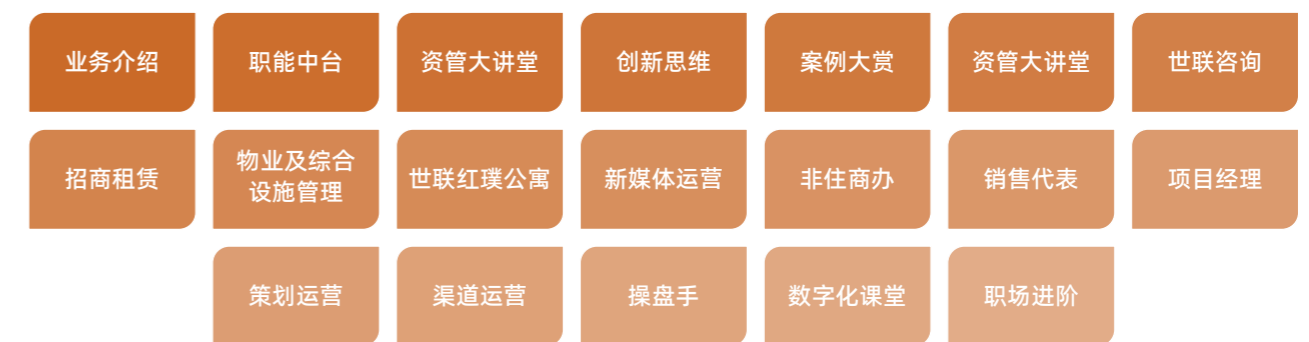 业务介绍
职能中台
资管大讲堂
创新思维
案例大赏
资管大讲堂
世联咨询
招商租赁
物业及综合
设施管理
世联红璞公寓
新媒体运营
非住商办
销售代表
项目经理
策划运营
渠道运营
操盘手
数字化课堂
职场进阶